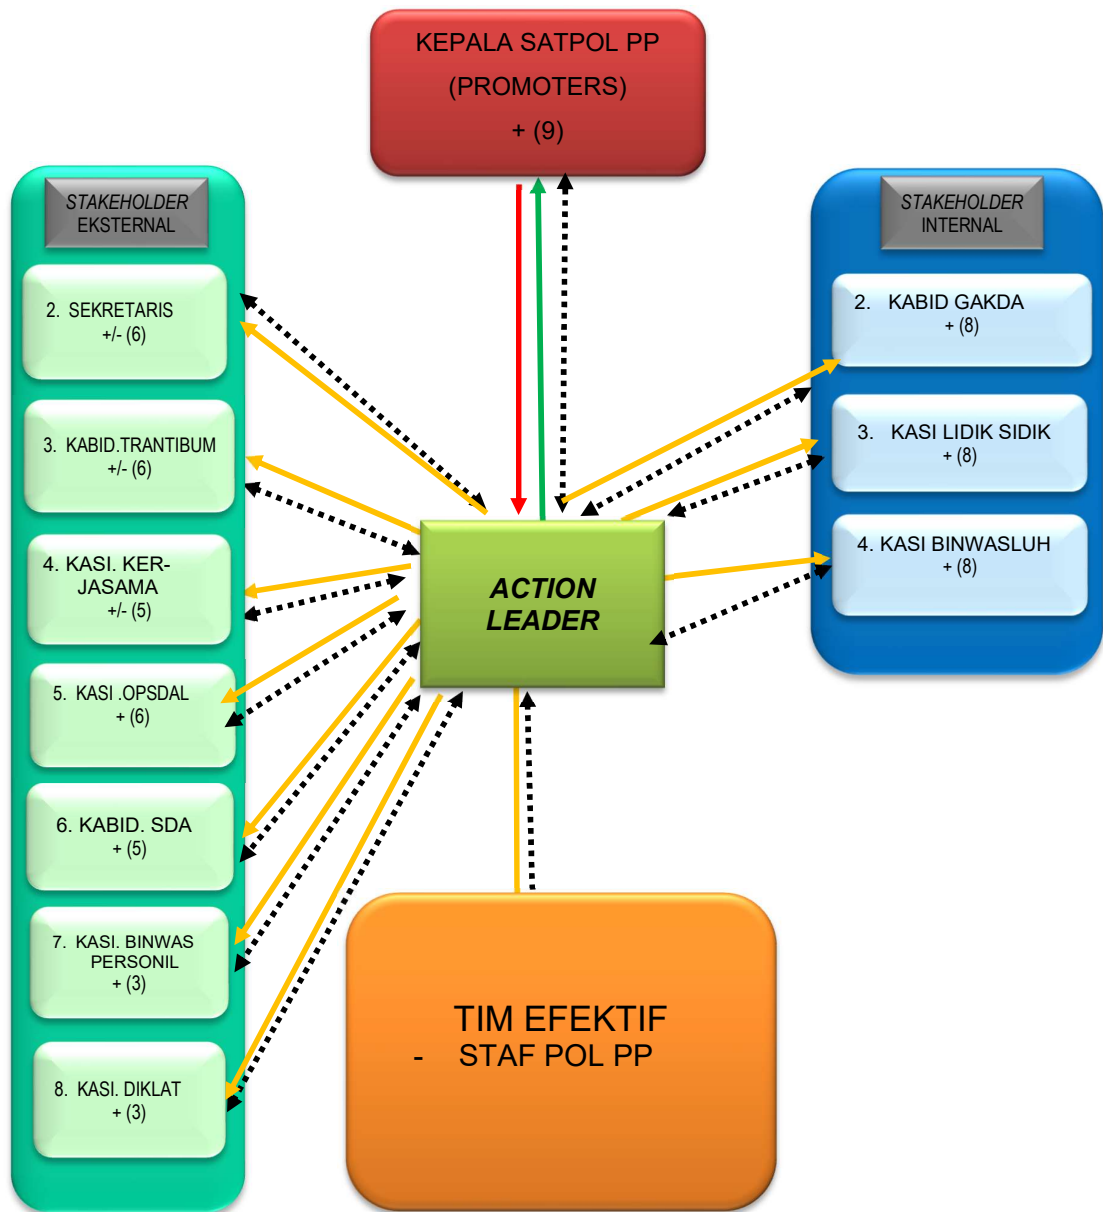 KEPALA SATPOL PP
(PROMOTERS)
+ (9)
STAKEHOLDER
EKSTERNAL
2. SEKRETARIS
+/- (6)
3. KABID.TRANTIBUM
+/- (6)
4. KASI. KER-
JASAMA
+/- (5)
5. KASI .OPSDAL
+ (6)
6. KABID. SDA
+ (5)
7. KASI. BINWAS
PERSONIL
+ (3)
8. KASI. DIKLAT
+ (3)
ACTION
LEADER
STAKEHOLDER
INTERNAL
2. KABID GAKDA
+ (8)
3. KASI LIDIK SIDIK
+ (8)
4. KASI BINWASLUH
+ (8)
TIM EFEKTIF
- STAF POL PP